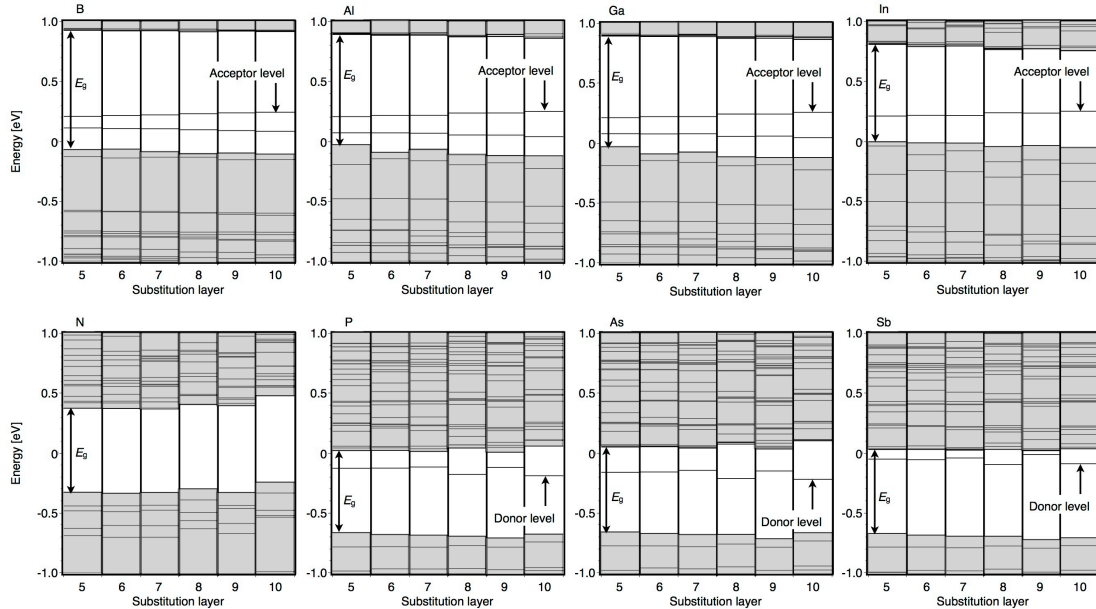 B
Al
Ga
In
1.0
0.5
0
-0.5
-1.0
Energy [eV]
Eg
Acceptor level
5 6 7 8 9 10
Substitution layer
1.0
0.5
0
-0.5
-1.0
Eg
Acceptor level
5 6 7 8 9 10
Substitution layer
1.0
0.5
0
-0.5
-1.0
Eg
Acceptor level
5 6 7 8 9 10
Substitution layer
1.0
0.5
0
-0.5
-1.0
Eg
Acceptor level
5 6 7 8 9 10
Substitution layer
N
P
As
Sb
1.0
0.5
0
-0.5
-1.0
Energy [eV]
Eg
5 6 7 8 9 10
Substitution layer
1.0
0.5
0
-0.5
-1.0
Eg
Donor level
5 6 7 8 9 10
Substitution layer
1.0
0.5
0
-0.5
-1.0
Eg
Donor level
5 6 7 8 9 10
Substitution layer
1.0
0.5
0
-0.5
-1.0
Eg
Donor level
5 6 7 8 9 10
Substitution layer